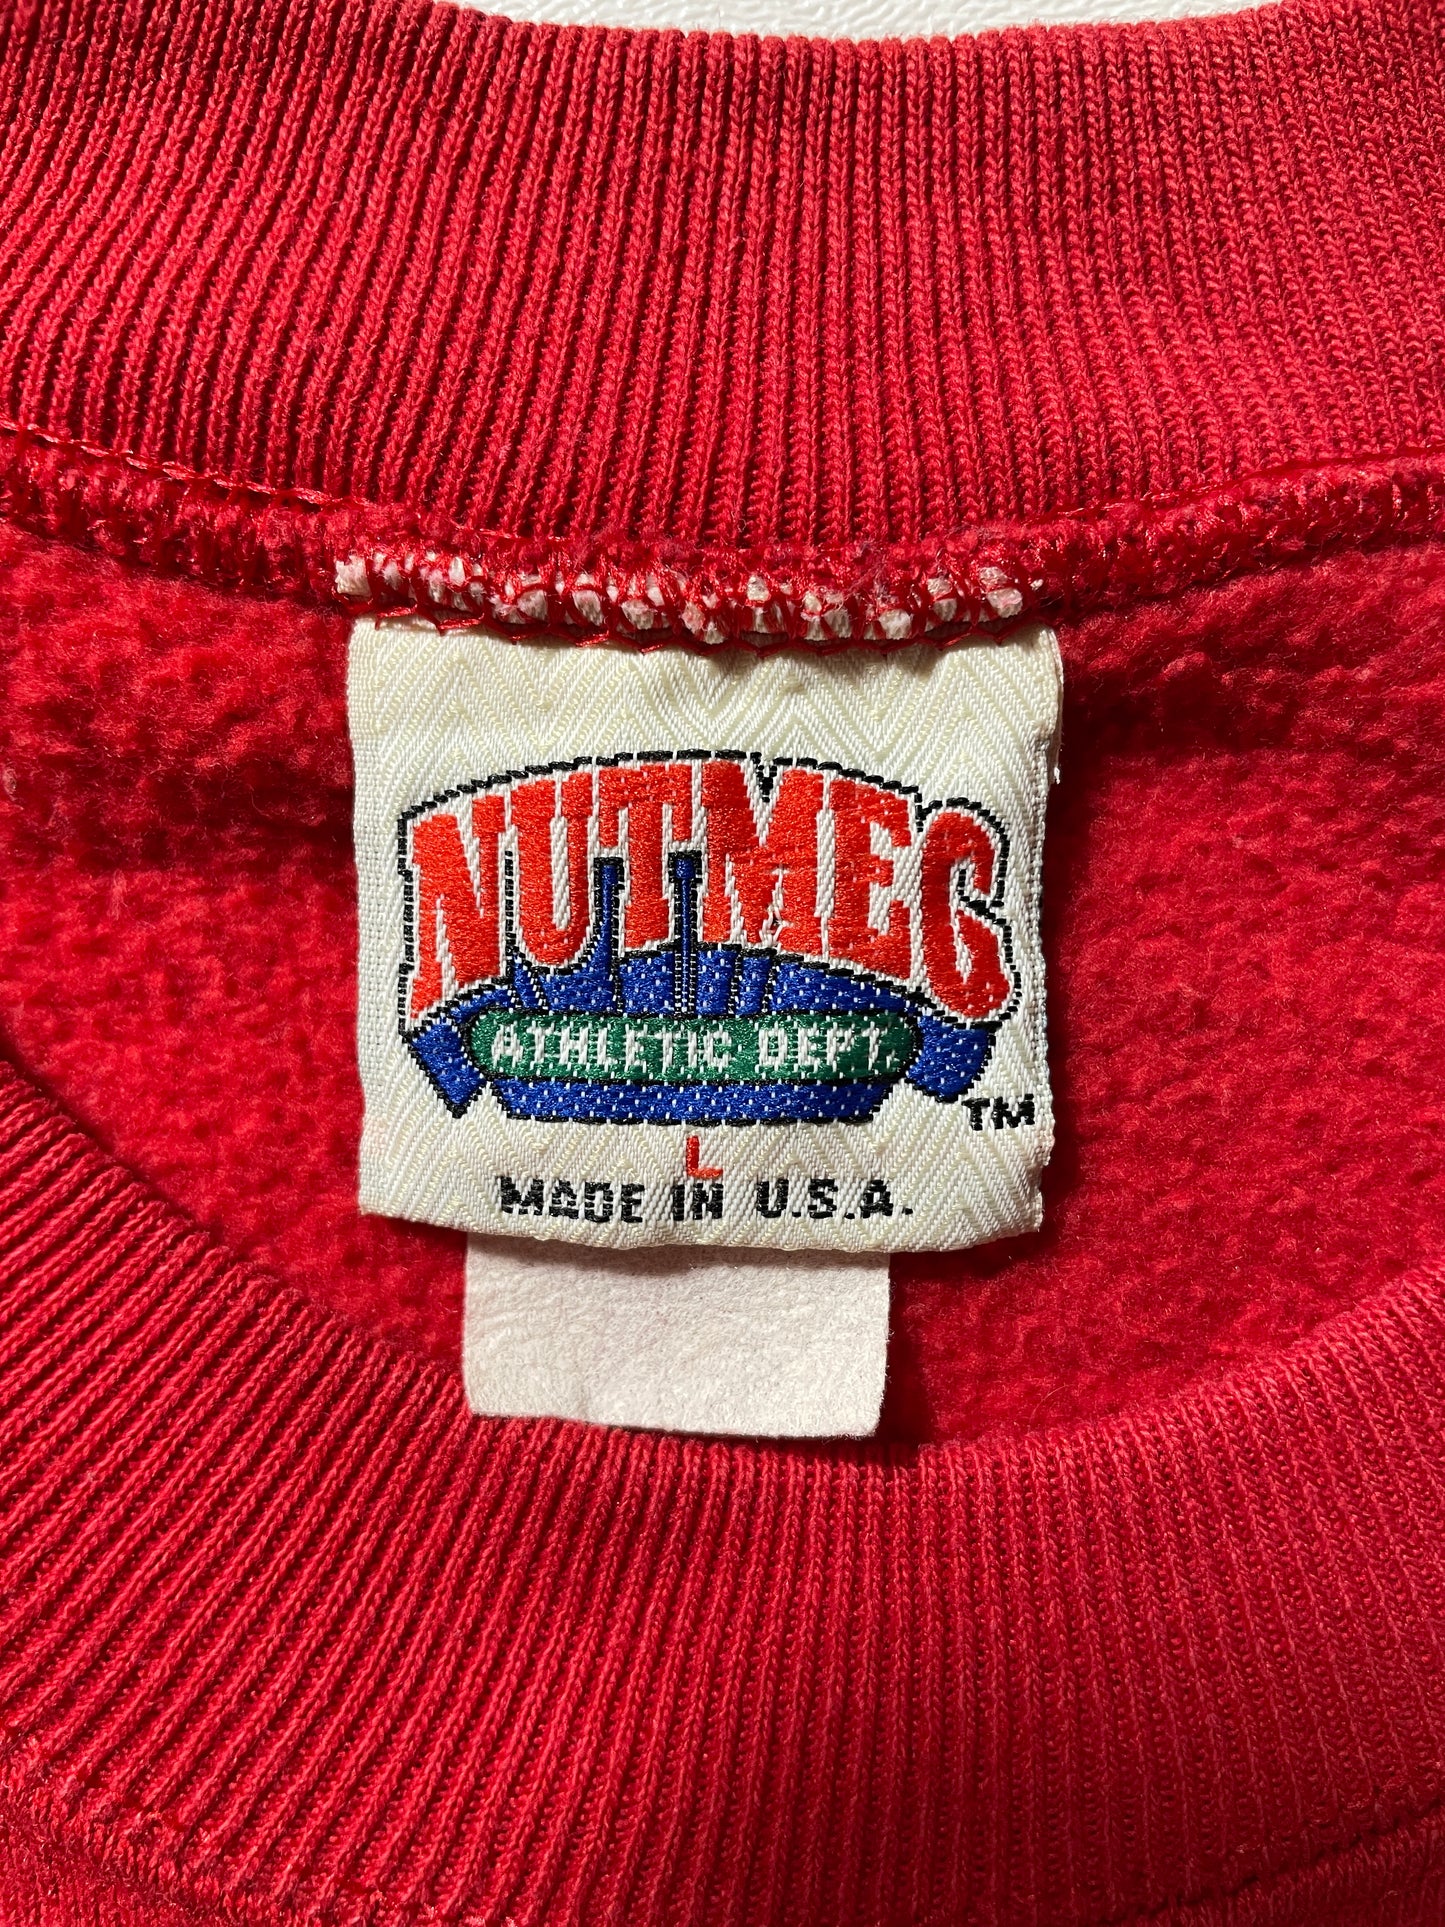 NUTMEG
ATHLETIC DEPT.
TM
L
MADE IN U.S.A.